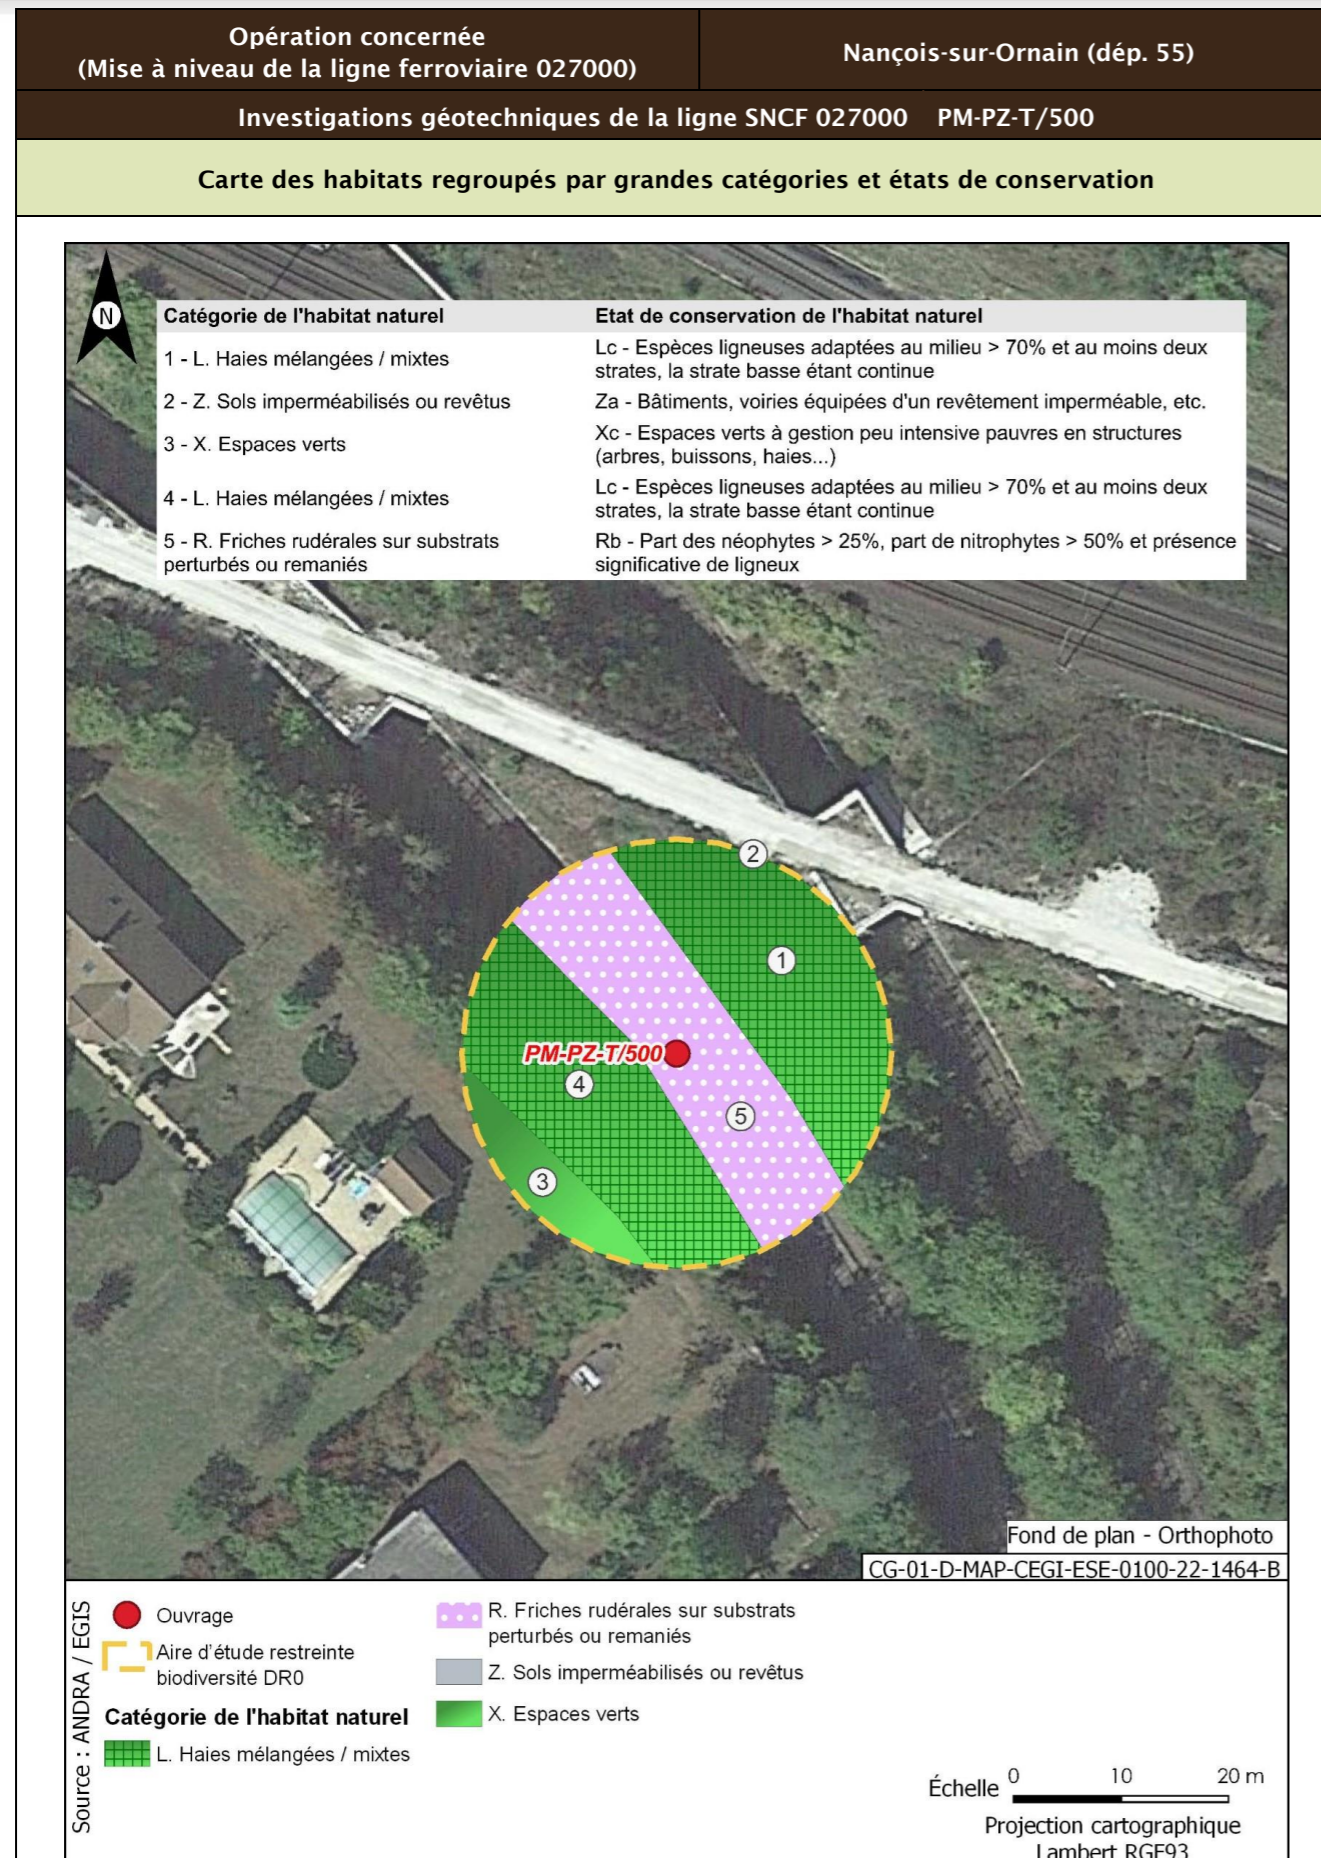 Opération concernée
(Mise à niveau de la ligne ferroviaire 027000)
Nançois-sur-Ornain (dép. 55)
Investigations géotechniques de la ligne SNCF 027000 PM-PZ-T/500
Carte des habitats regroupés par grandes catégories et états de conservation
N
Catégorie de l'habitat naturel
Etat de conservation de l'habitat naturel
1 - L. Haies mélangées / mixtes
Lc - Espèces ligneuses adaptées au milieu > 70% et au moins deux
strates, la strate basse étant continue
2 - Z. Sols imperméabilisés ou revêtus
Za - Bâtiments, voiries équipées d'un revêtement imperméable, etc.
3 - X. Espaces verts
Xc - Espaces verts à gestion peu intensive pauvres en structures
(arbres, buissons, haies...)
4 - L. Haies mélangées / mixtes
Lc - Espèces ligneuses adaptées au milieu > 70% et au moins deux
strates, la strate basse étant continue
5 - R. Friches rudérales sur substrats
perturbés ou remaniés
Rb - Part des néophytes > 25%, part de nitrophytes > 50% et présence
significative de ligneux
2
1
PM-PZ-T/500
4
5
3
Fond de plan - Orthophoto
CG-01-D-MAP-CEGI-ESE-0100-22-1464-B
Source : ANDRA / EGIS
Ouvrage
Aire d'étude restreinte
biodiversité DR0
Catégorie de l'habitat naturel
L. Haies mélangées / mixtes
R. Friches rudérales sur substrats
perturbés ou remaniés
Z. Sols imperméabilisés ou revêtus
X. Espaces verts
Échelle 0 10 20 m
Projection cartographique
Lambert RGF93